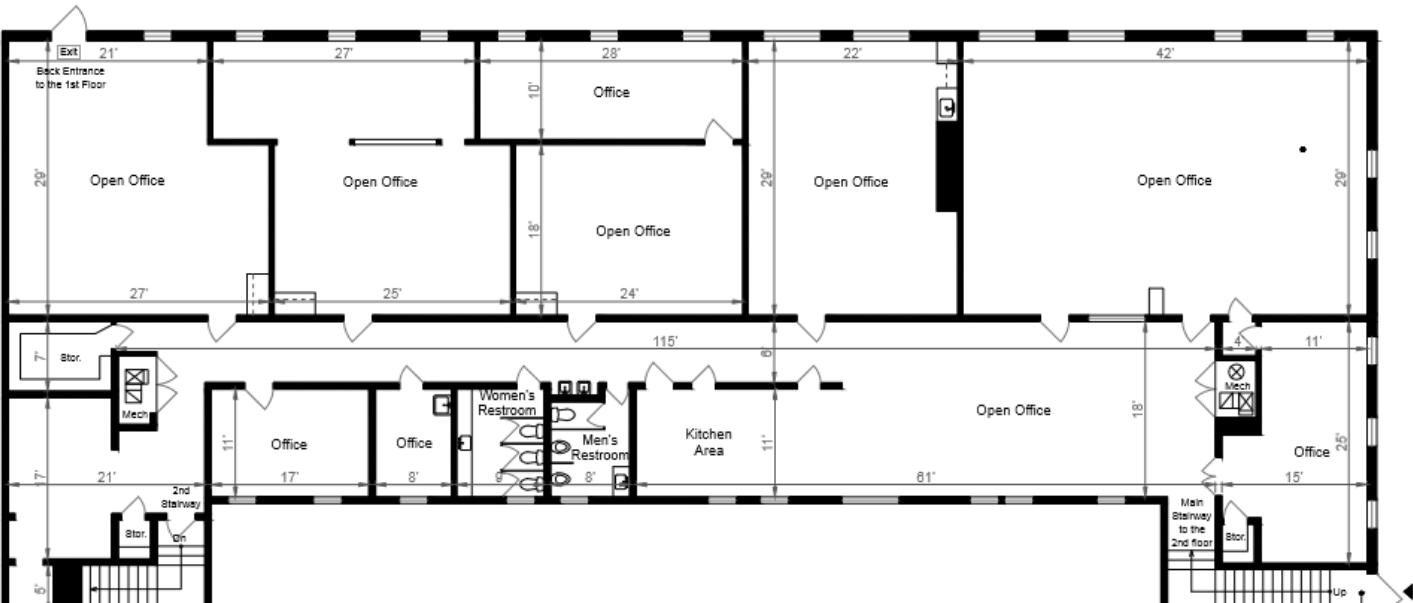 Exit
21'
27'
28'
22'
42'
Back Entrance
to the 1st Floor
10'
Office
29'
Open Office
Open Office
Open Office
Open Office
29'
Open Office
29'
18'
27'
25'
24'
Stor.
7'
115'
6'
4'
11'
Mech
Mech
Women's
Restroom
Open Office
18'
11'
Office
Office
Men's
Restroom
Kitchen
Area
11'
Office
25'
17'
21'
17'
8'
9'
8'
61'
15'
2nd
Stairway
Stor.
Dn
Main
Stairway
to the
2nd floor
Stor.
5'
Up